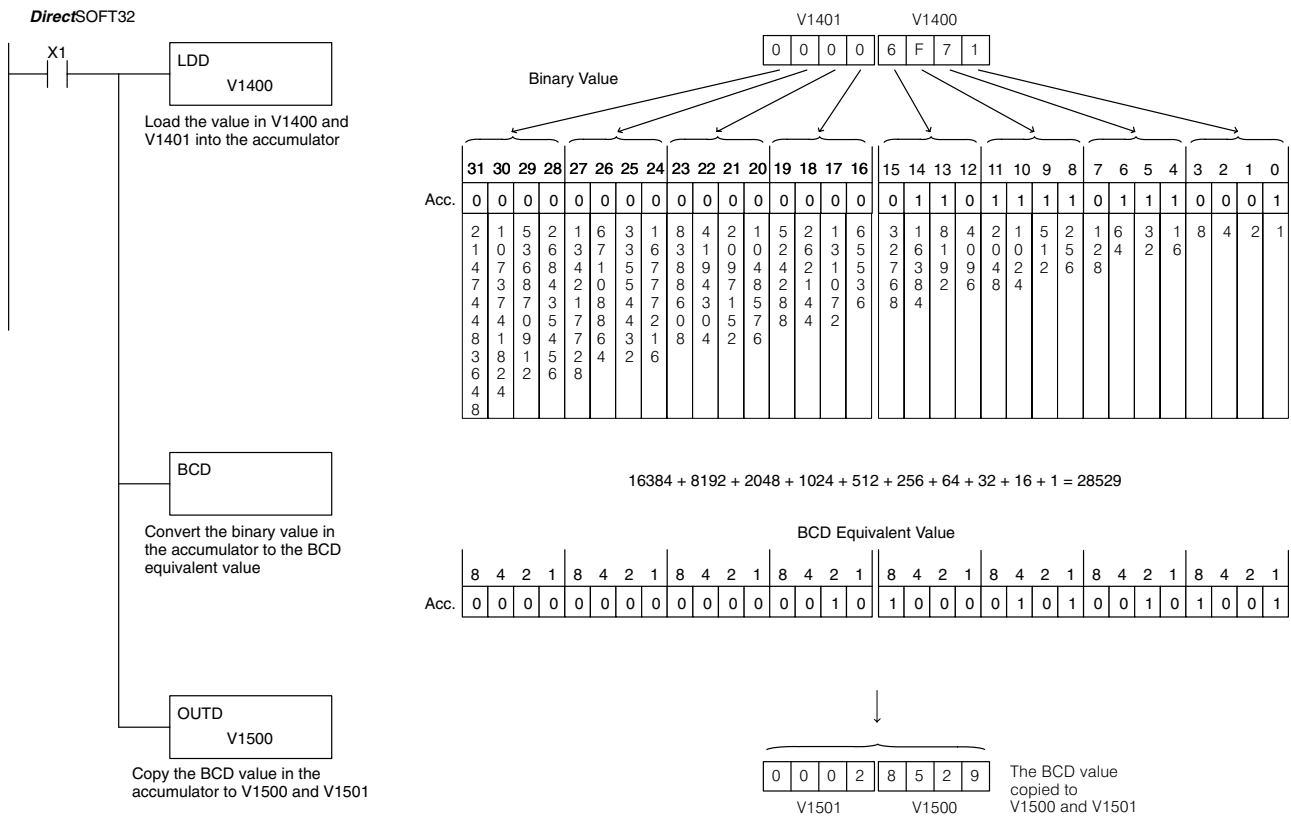 DirectSOFT32
X1
LDD
V1400
Load the value in V1400 and
V1401 into the accumulator
BCD
Convert the binary value in
the accumulator to the BCD
equivalent value
OUTD
V1500
Copy the BCD value in the
accumulator to V1500 and V1501
V1401 V1400
0 0 0 0 6 F 7 1
Binary Value
31 30 29 28 27 26 25 24 23 22 21 20 19 18 17 16 15 14 13 12 11 10 9 8 7 6 5 4 3 2 1 0
Acc. 0 0 0 0 0 0 0 0 0 0 0 0 0 0 0 0 0 1 1 0 1 1 1 1 0 1 1 1 0 0 0 1
21474483648 1073741824 536870912 268435456 134217728 67108864 33554432 16777216 8388608 4194304 2097152 1048576 524288 262144 131072 65536 32768 16384 8192 4096 2048 1024 512 256 128 64 32 16 8 4 2 1
16384 + 8192 + 2048 + 1024 + 512 + 256 + 64 + 32 + 16 + 1 = 28529
BCD Equivalent Value
8 4 2 1 8 4 2 1 8 4 2 1 8 4 2 1 8 4 2 1 8 4 2 1 8 4 2 1 8 4 2 1
Acc. 0 0 0 0 0 0 0 0 0 0 0 0 0 0 1 0 1 0 0 0 0 1 0 1 0 0 1 0 1 0 0 1
0 0 0 2 8 5 2 9
V1501 V1500
The BCD value
copied to
V1500 and V1501